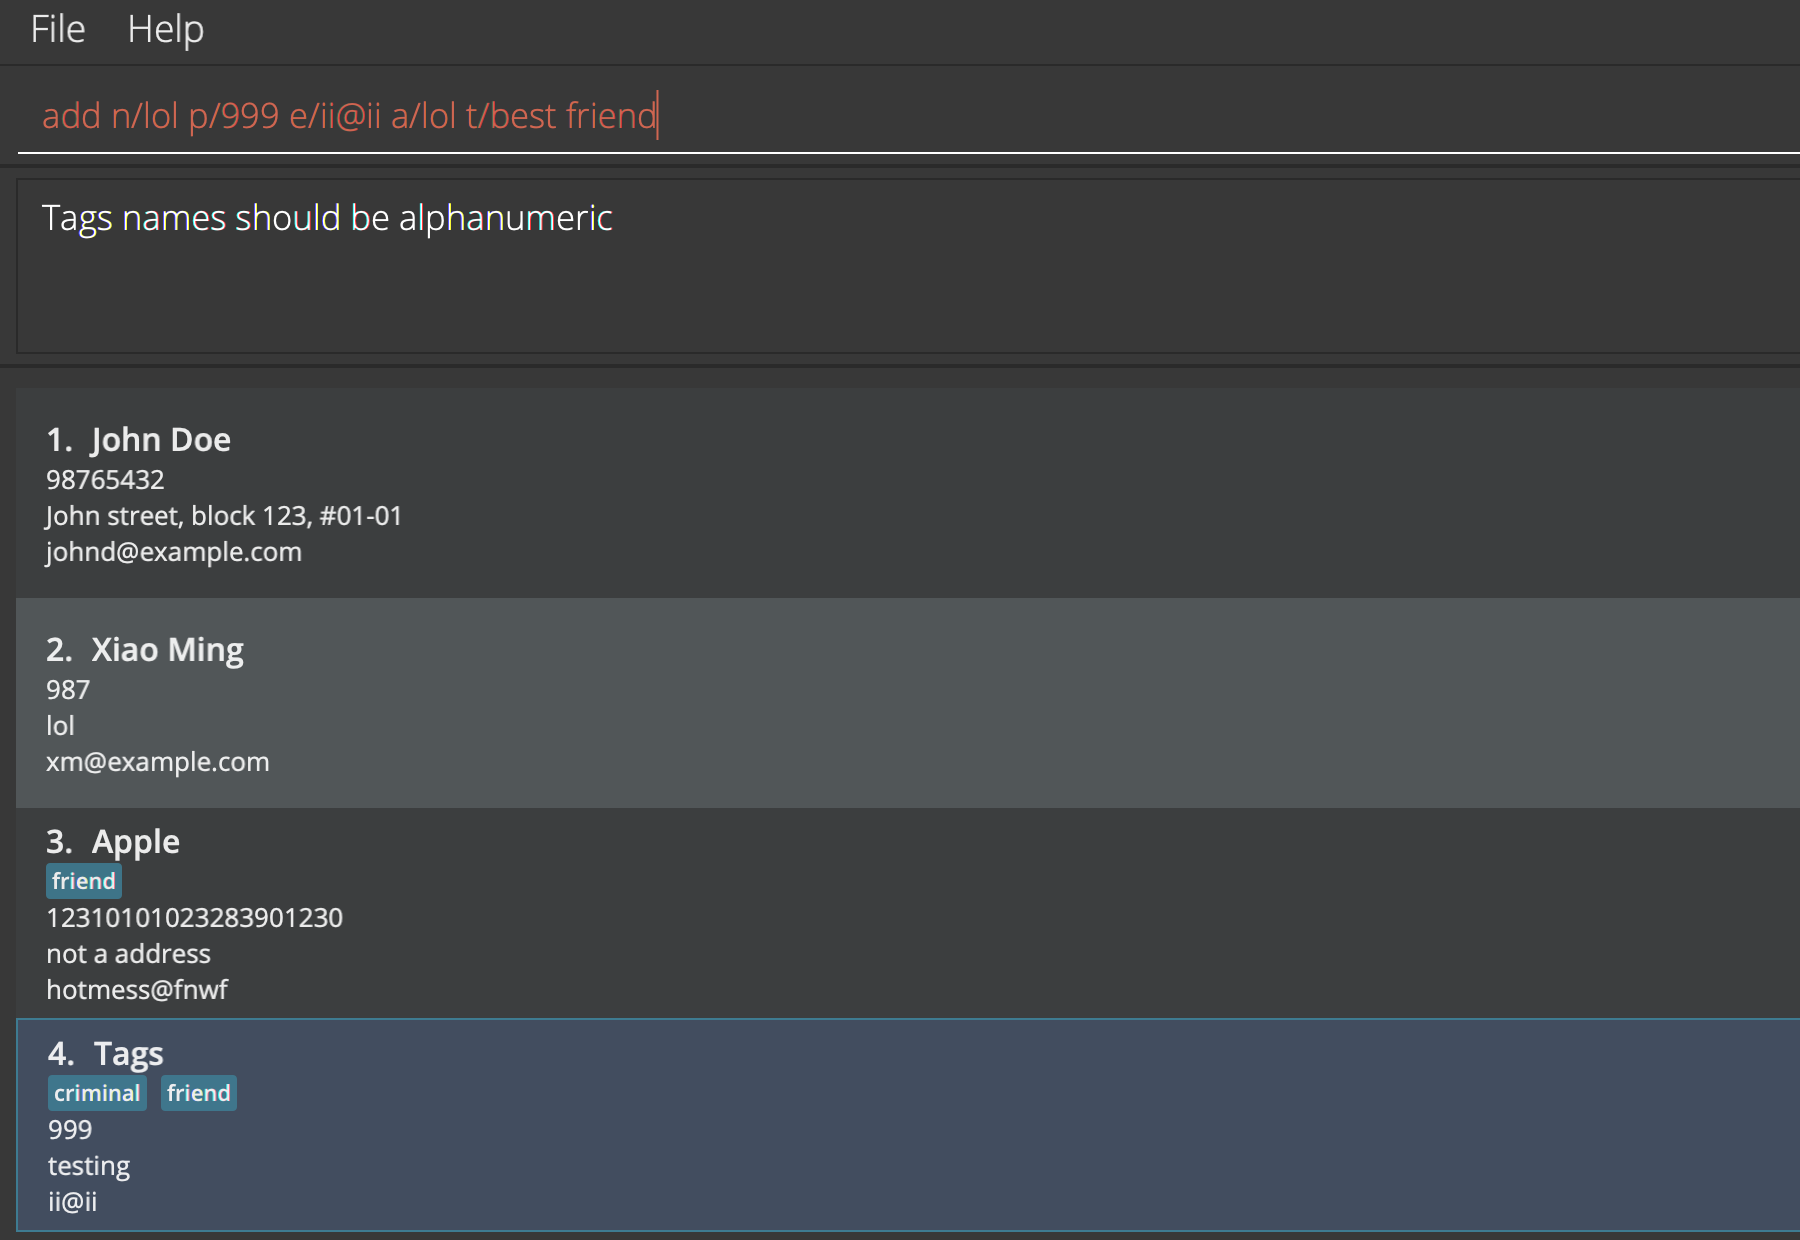 File Help
add n/lol p/999 e/ii@ii a/lol t/best friend
Tags names should be alphanumeric
1. John Doe
98765432
John street, block 123, #01-01
johnd@example.com
2. Xiao Ming
987
lol
xm@example.com
3. Apple
friend
12310101023283901230
not a address
hotmess@fnwf
4. Tags
criminal friend
999
testing
ii@ii